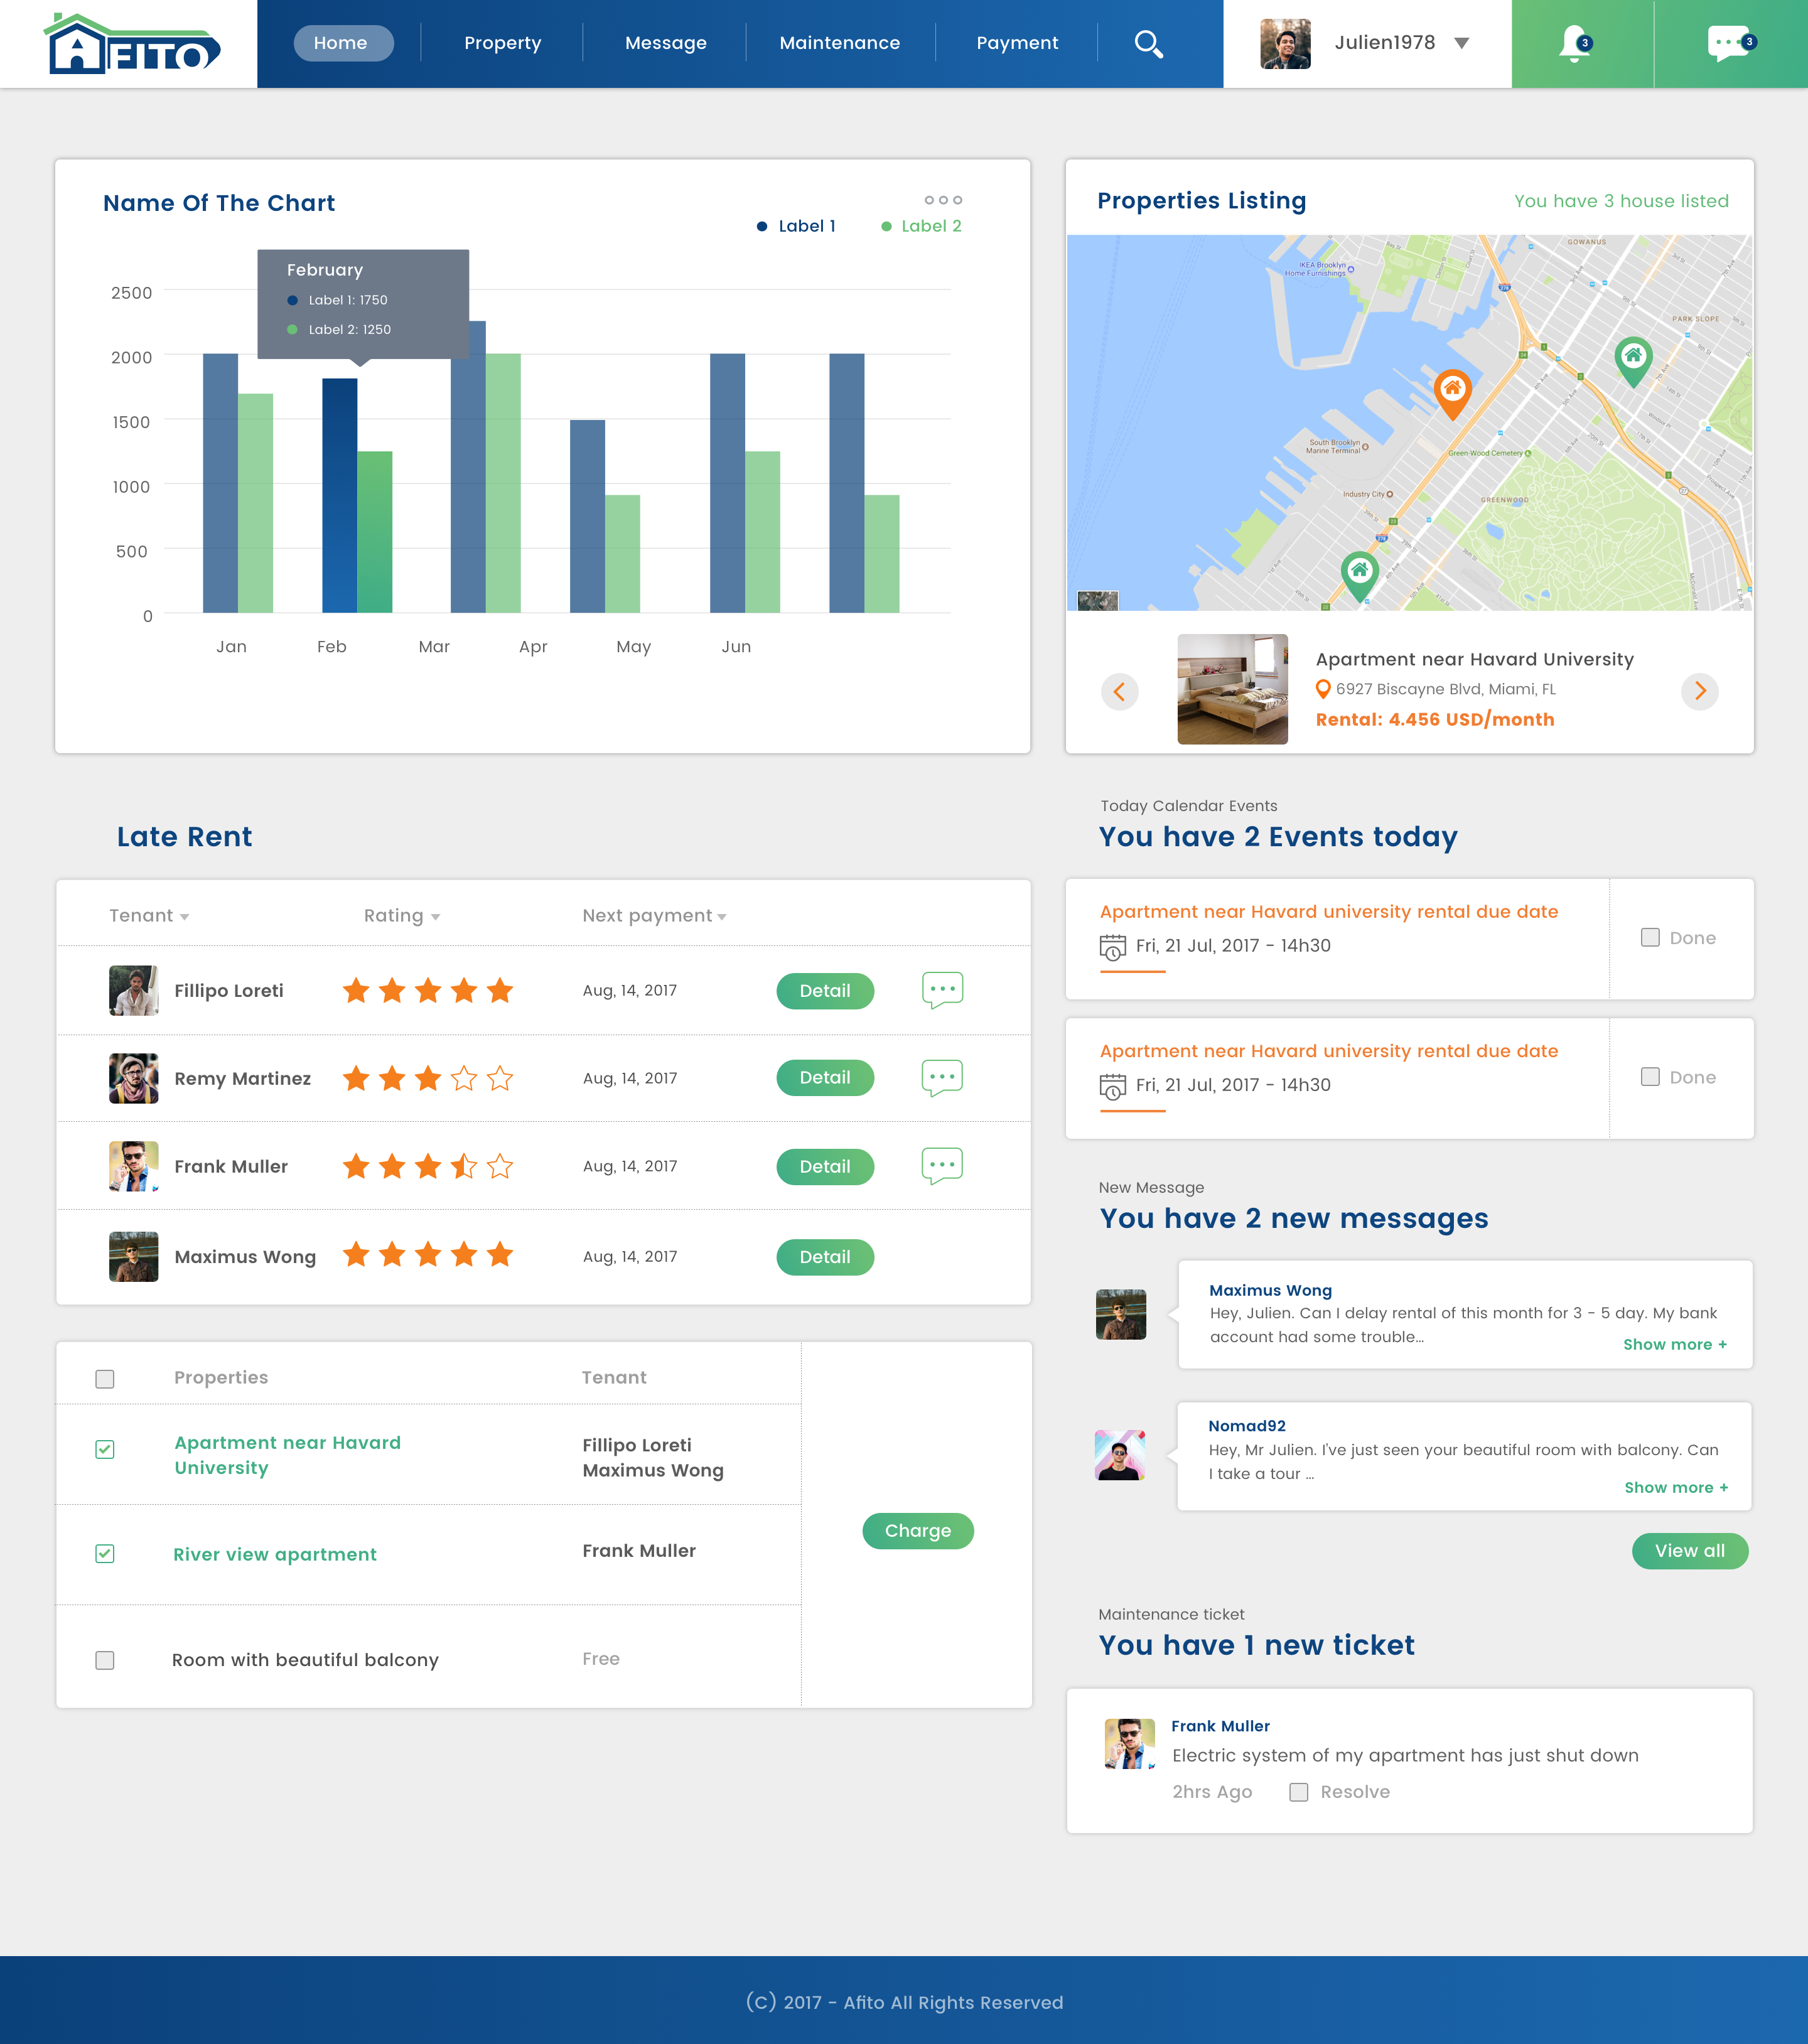 AFITO
Home
Property
Message
Maintenance
Payment
Julien1978
3
3
Name Of The Chart
Label 1
Label 2
February
Label 1: 1750
Label 2: 1250
2500
2000
1500
1000
500
0
Jan
Feb
Mar
Apr
May
Jun
Properties Listing
You have 3 house listed
GOWANUS
IKEA Brooklyn
Home Furnishings
PARK SLOPE
South Brooklyn
Marine Terminal
Green-Wood Cemetery
Industry City
GREENWOOD
Apartment near Havard University
6927 Biscayne Blvd, Miami, FL
Rental: 4.456 USD/month
Late Rent
Tenant
Rating
Next payment
Fillipo Loreti
Aug, 14, 2017
Detail
Remy Martinez
Aug, 14, 2017
Detail
Frank Muller
Aug, 14, 2017
Detail
Maximus Wong
Aug, 14, 2017
Detail
Properties
Tenant
Apartment near Havard
University
Fillipo Loreti
Maximus Wong
River view apartment
Frank Muller
Room with beautiful balcony
Free
Charge
Today Calendar Events
You have 2 Events today
Apartment near Havard university rental due date
Fri, 21 Jul, 2017 - 14h30
Done
Apartment near Havard university rental due date
Fri, 21 Jul, 2017 - 14h30
Done
New Message
You have 2 new messages
Maximus Wong
Hey, Julien. Can I delay rental of this month for 3 - 5 day. My bank
account had some trouble...
Show more +
Nomad92
Hey, Mr Julien. I've just seen your beautiful room with balcony. Can
I take a tour ...
Show more +
View all
Maintenance ticket
You have 1 new ticket
Frank Muller
Electric system of my apartment has just shut down
2hrs Ago
Resolve
(C) 2017 - Afito All Rights Reserved